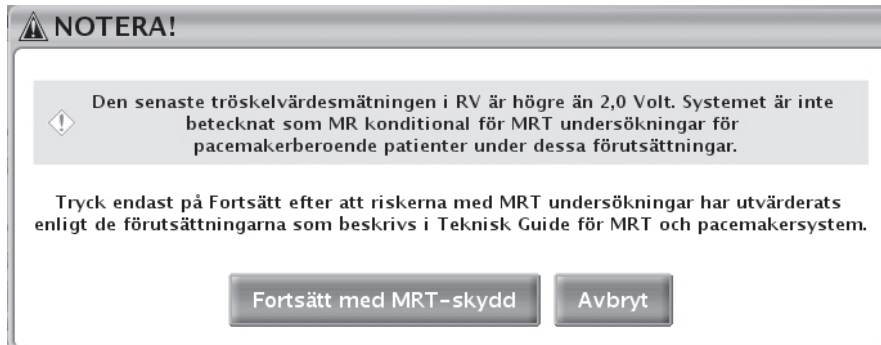 NOTERA!
Den senaste tröskelvärdesmätningen i RV är högre än 2,0 Volt. Systemet är inte
betecknat som MR konditional för MRT undersökningar för
pacemakerberoende patienter under dessa förutsättningar.
Tryck endast på Fortsätt efter att riskerna med MRT undersökningar har utvärderats
enligt de förutsättningarna som beskrivs i Teknisk Guide för MRT och pacemakersystem.
Fortsätt med MRT-skydd Avbryt